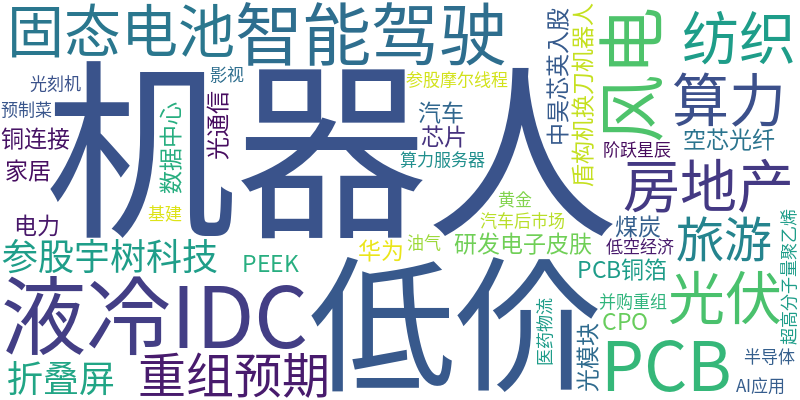 固态电池
智能驾驶
风电
纺织
光刻机
影视
参股摩尔线程
预制菜
数据中心
光通信
汽车
中昊芯英入股
盾构机换刀机器人
算力
铜连接
芯片
空芯光纤
家居
算力服务器
阶跃星辰
机器人
房地产
基建
黄金
电力
汽车后市场
煤炭
旅游
超高分子量聚乙烯
参股宇树科技
PEEK
华为
油气
研发电子皮肤
低空经济
PCB铜箔
液冷IDC
低价
医药物流
光模块
并购重组
光伏
CPO
折叠屏
重组预期
PCB
半导体
AI应用